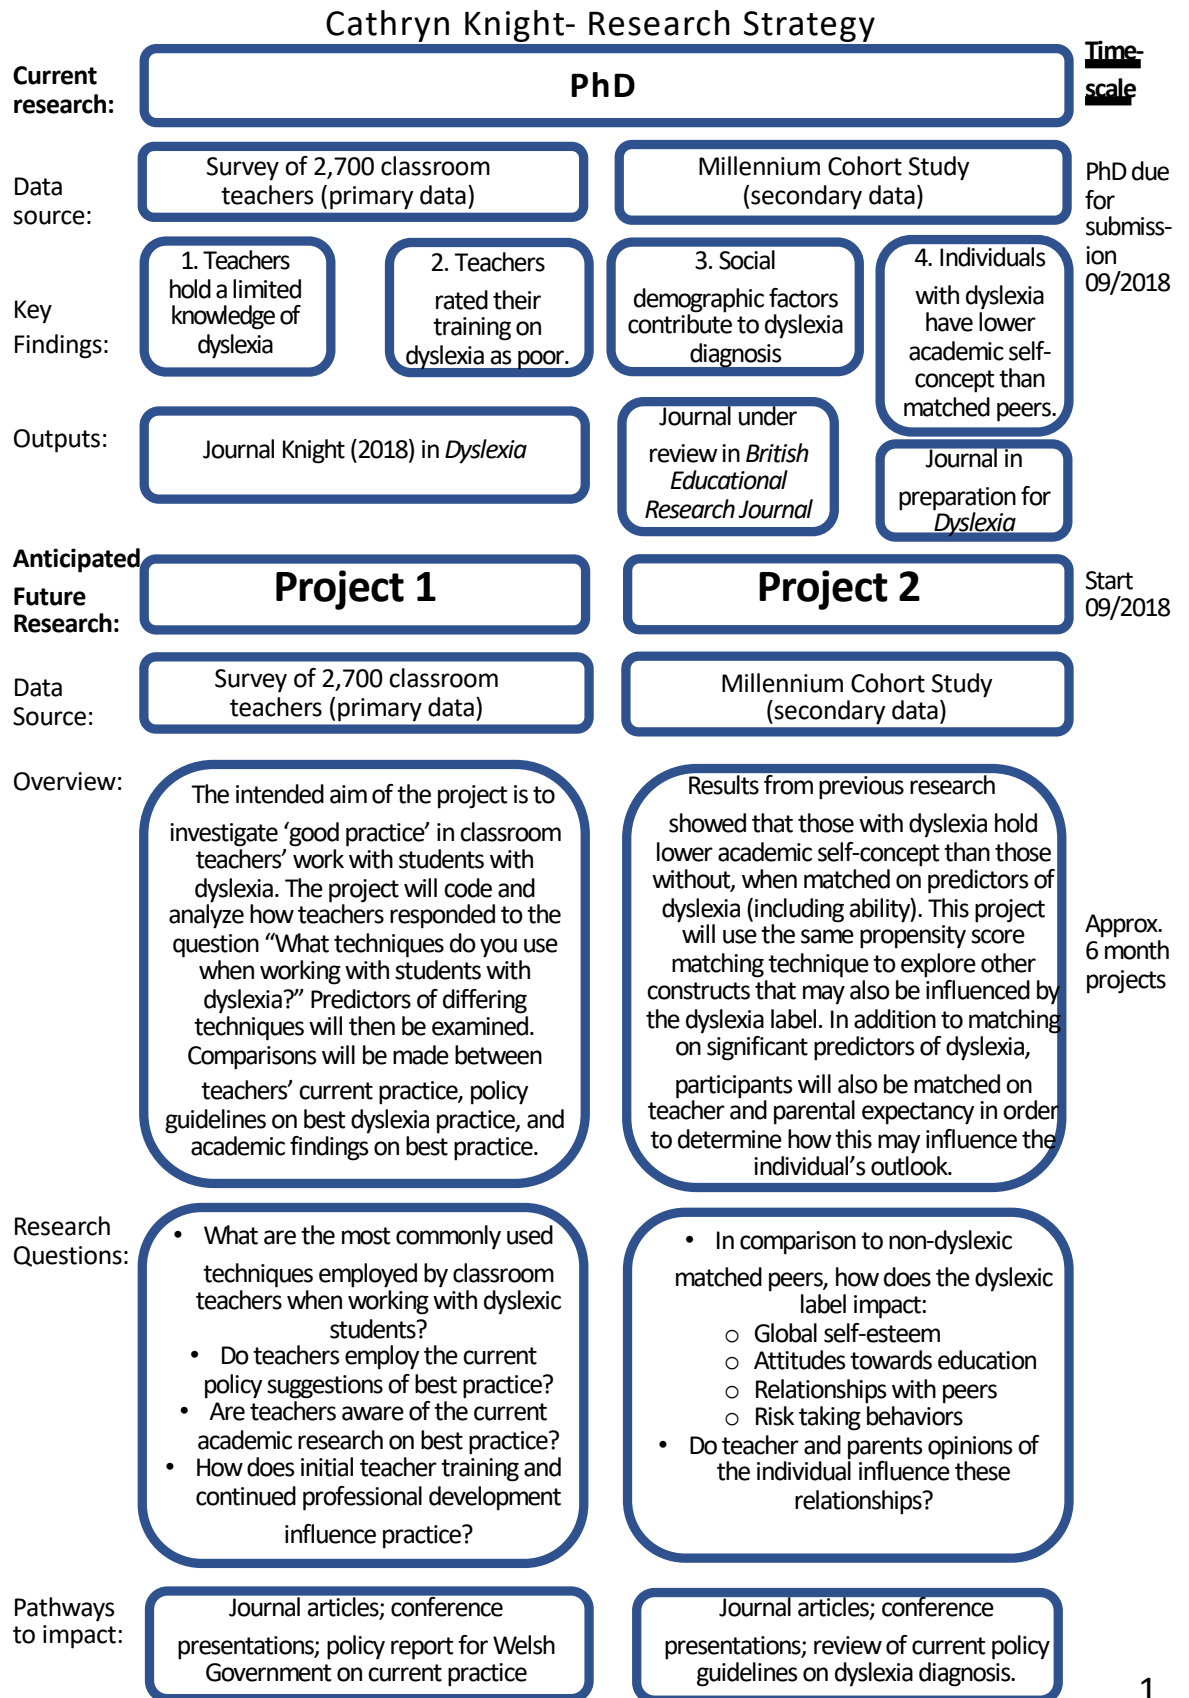 Cathryn Knight- Research Strategy
Current
research:
PhD
Time-
scale
Data
source:
Survey of 2,700 classroom
teachers (primary data)
Millennium Cohort Study
(secondary data)
PhD due
for
submiss-
ion
09/2018
Key
Findings:
1. Teachers
hold a limited
knowledge of
dyslexia
2. Teachers
rated their
training on
dyslexia as poor.
3. Social
demographic factors
contribute to dyslexia
diagnosis
4. Individuals
with dyslexia
have lower
academic self-
concept than
matched peers.
Outputs:
Journal Knight (2018) in Dyslexia
Journal under
review in British
Educational
Research Journal
Journal in
preparation for
Dyslexia
Anticipated
Future
Research:
Project 1
Project 2
Start
09/2018
Data
Source:
Survey of 2,700 classroom
teachers (primary data)
Millennium Cohort Study
(secondary data)
Overview:
The intended aim of the project is to
investigate ‘good practice’ in classroom
teachers’ work with students with
dyslexia. The project will code and
analyze how teachers responded to the
question “What techniques do you use
when working with students with
dyslexia?” Predictors of differing
techniques will then be examined.
Comparisons will be made between
teachers’ current practice, policy
guidelines on best dyslexia practice, and
academic findings on best practice.
Results from previous research
showed that those with dyslexia hold
lower academic self-concept than those
without, when matched on predictors of
dyslexia (including ability). This project
will use the same propensity score
matching technique to explore other
constructs that may also be influenced by
the dyslexia label. In addition to matching
on significant predictors of dyslexia,
participants will also be matched on
teacher and parental expectancy in order
to determine how this may influence the
individual’s outlook.
Approx.
6 month
projects
Research
Questions:
• What are the most commonly used
techniques employed by classroom
teachers when working with dyslexic
students?
• Do teachers employ the current
policy suggestions of best practice?
• Are teachers aware of the current
academic research on best practice?
• How does initial teacher training and
continued professional development
influence practice?
• In comparison to non-dyslexic
matched peers, how does the dyslexic
label impact:
o Global self-esteem
o Attitudes towards education
o Relationships with peers
o Risk taking behaviors
• Do teacher and parents opinions of
the individual influence these
relationships?
Pathways
to impact:
Journal articles; conference
presentations; policy report for Welsh
Government on current practice
Journal articles; conference
presentations; review of current policy
guidelines on dyslexia diagnosis.
1